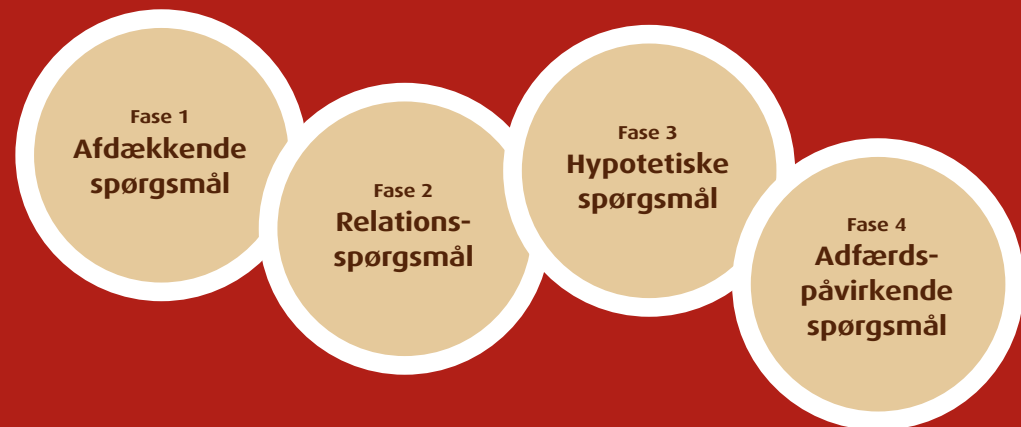 Fase 1
Afdækkende
spørgsmål
Fase 2
Relations-
spørgsmål
Fase 3
Hypotetiske
spørgsmål
Fase 4
Adfærds-
påvirkende
spørgsmål